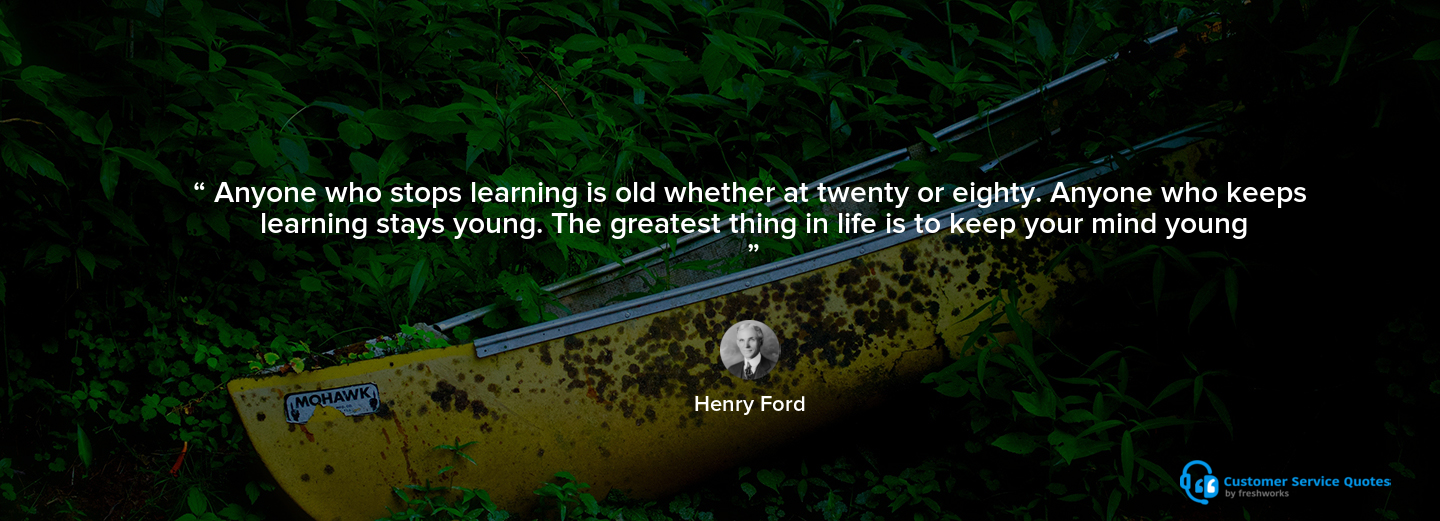 “ Anyone who stops learning is old whether at twenty or eighty. Anyone who keeps
learning stays young. The greatest thing in life is to keep your mind young
”
Henry Ford
MOHAWK
Customer Service Quotes
by freshworks